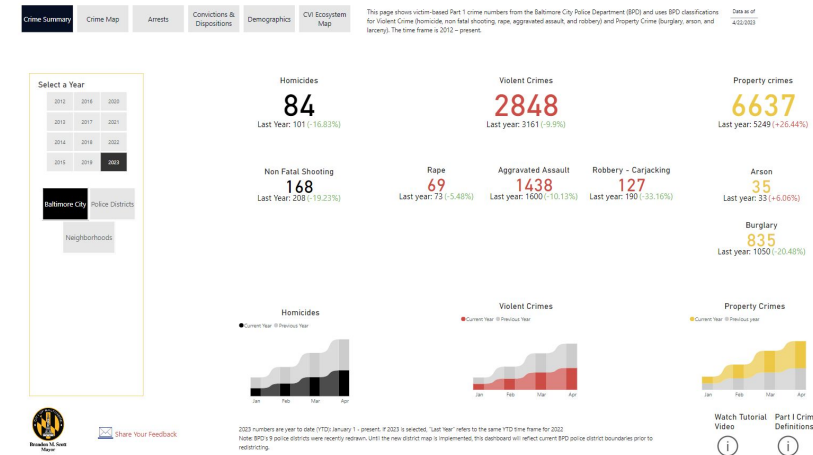 Crime Summary
Crime Map
Arrests
Convictions &
Dispositions
Demographics
CVI Ecosystem
Map
This page shows victim-based Part 1 crime numbers from the Baltimore City Police Department (BPD) and uses BPD classifications
for Violent Crime (homicide, non fatal shooting, rape, aggravated assault, and robbery) and Property Crime (burglary, arson, and
larceny). The time frame is 2012 – present.
Data as of
4/22/2023
Select a Year
2012 2016 2020
2013 2017 2021
2014 2018 2022
2015 2019 2023
Baltimore City
Police Districts
Neighborhoods
Homicides
84
Last Year: 101 (-16.83%)
Violent Crimes
2848
Last year: 3161 (-9.9%)
Property crimes
6637
Last year: 5249 (+26.44%)
Non Fatal Shooting
168
Last Year: 208 (-19.23%)
Rape
69
Last year: 73 (-5.48%)
Aggravated Assault
1438
Last year: 1600 (-10.13%)
Robbery - Carjacking
127
Last year: 190 (-33.16%)
Arson
35
Last year: 33 (+6.06%)
Burglary
835
Last year: 1050 (-20.48%)
Homicides
Current Year Previous Year
Jan Feb Mar Apr
Violent Crimes
Current Year Previous Year
Jan Feb Mar Apr
Property Crimes
Current Year Previous year
Jan Feb Mar Apr
Brandon M. Scott
Mayor
Share Your Feedback
2023 numbers are year to date (YTD): January 1 - present. If 2023 is selected, "Last Year" refers to the same YTD time frame for 2022
Note: BPD's 9 police districts were recently redrawn. Until the new district map is implemented, this dashboard will reflect current BPD police district boundaries prior to
redistricting.
Watch Tutorial
Video
Part I Crim
Definitions